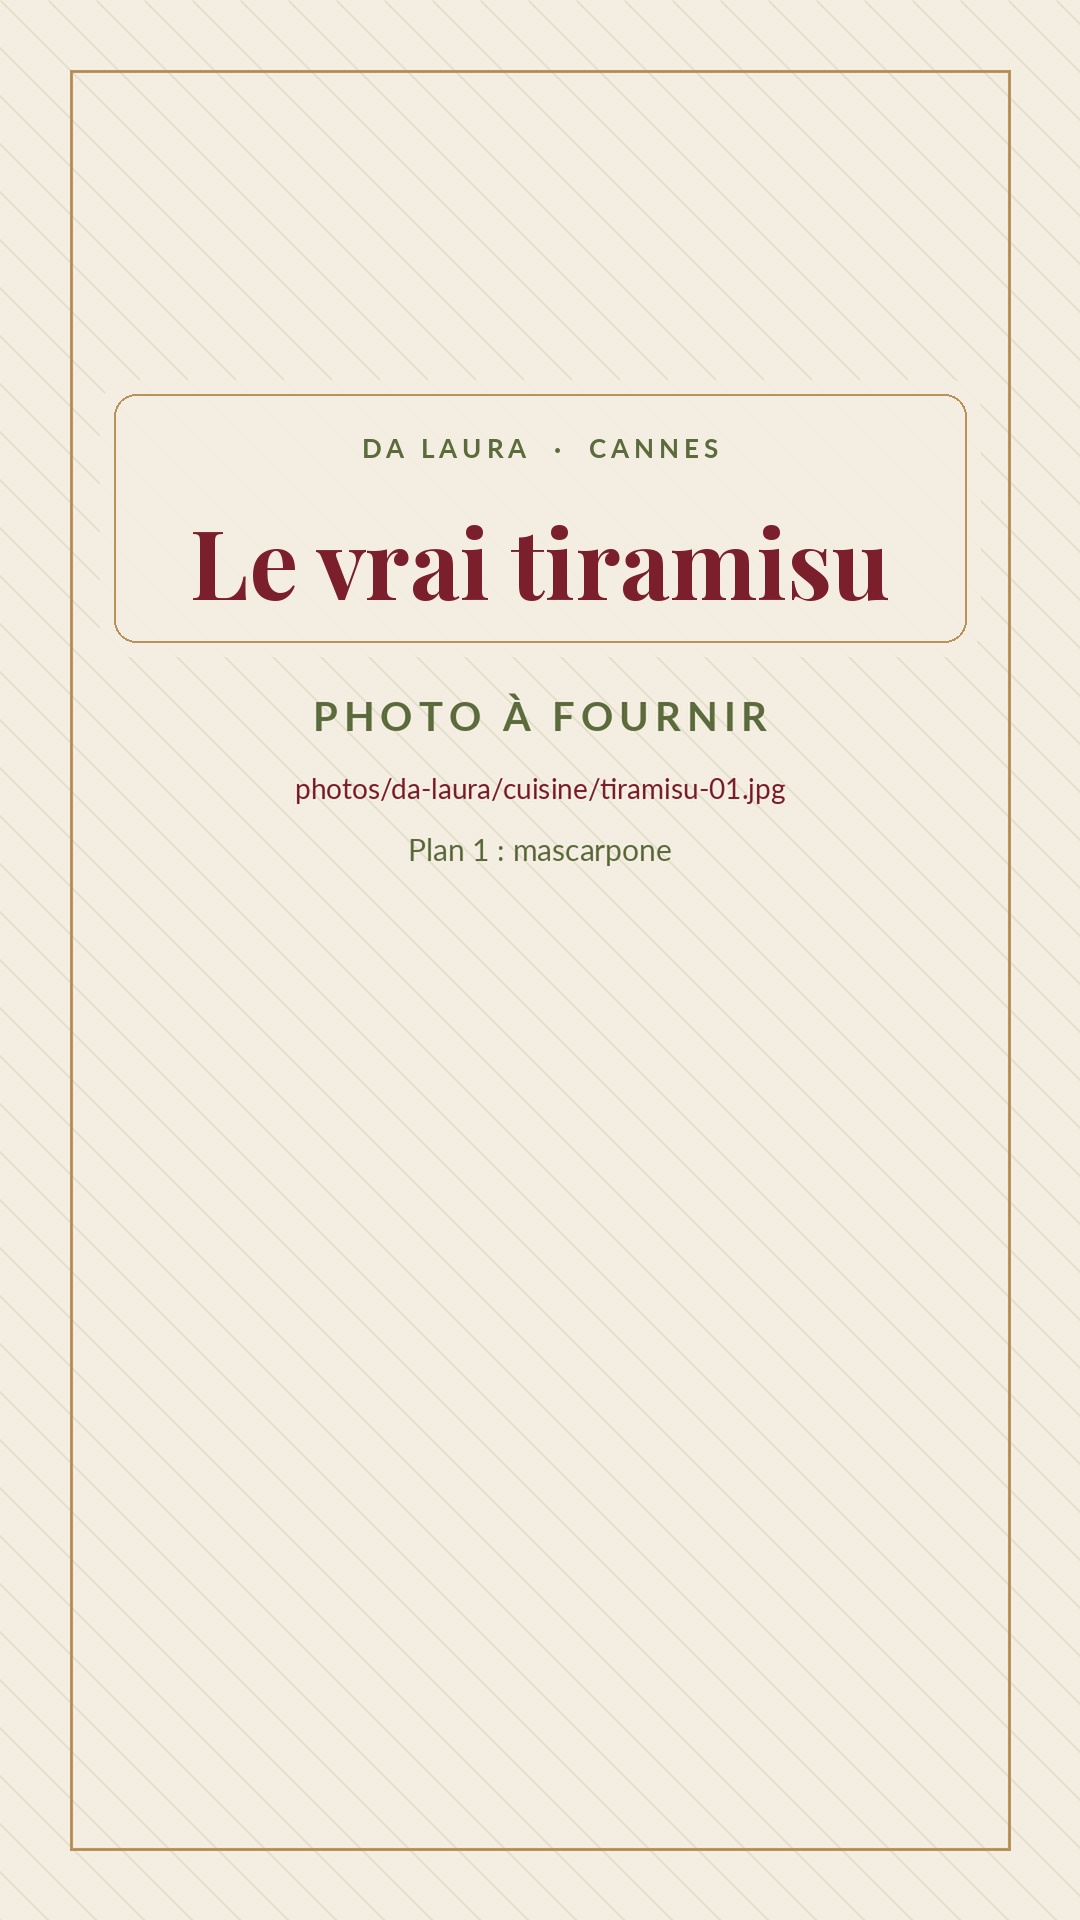 DA LAURA · CANNES
Le vrai tiramisu
PHOTO À FOURNIR
photos/da-laura/cuisine/tiramisu-01.jpg
Plan 1 : mascarpone